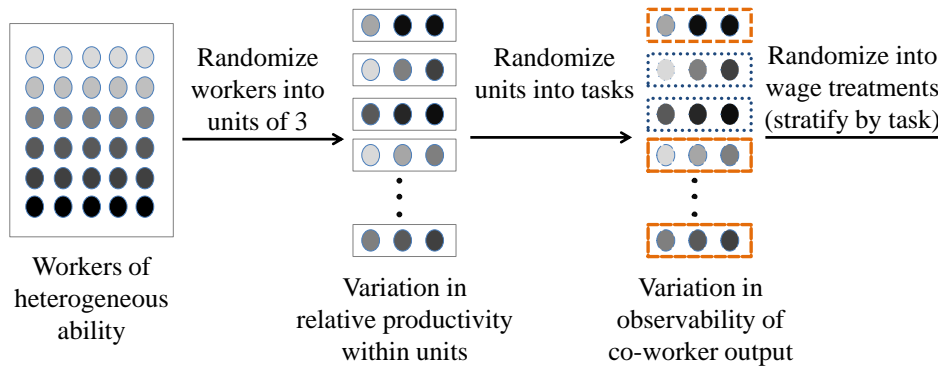 Randomize
workers into
units of 3
Randomize
units into tasks
Randomize into
wage treatments
(stratify by task)
Workers of
heterogeneous
ability
Variation in
relative productivity
within units
Variation in
observability of
co-worker output